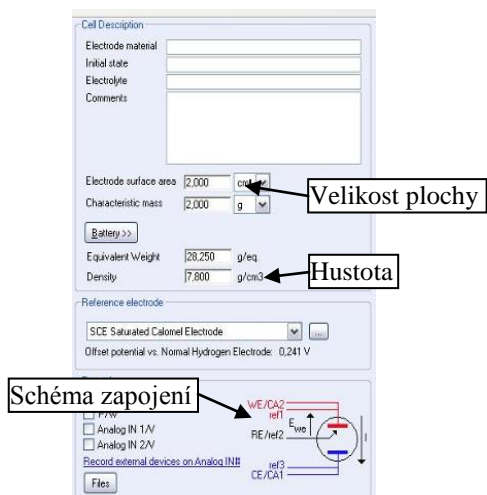 Cell Description
Electrode material
Initial state
Electrolyte
Comments
Electrode surface area 2,000
Velikost plochy
Characteristic mass 2,000 g
Battery >>
Equivalent Weight 28,250 g/eq.
Density 7,800 g/cm3
Hustota
Reference electrode
SCE Saturated Calomel Electrode ...
Offset potential vs. Normal Hydrogen Electrode: 0,241 V
Schéma zapojení
WE/CA2
ref1
P/W
Analog IN 1/V
Analog IN 2/V
Ewe
RE/ref2
I
Record external devices on Analog IN#
ref3
CE/CA1
Files